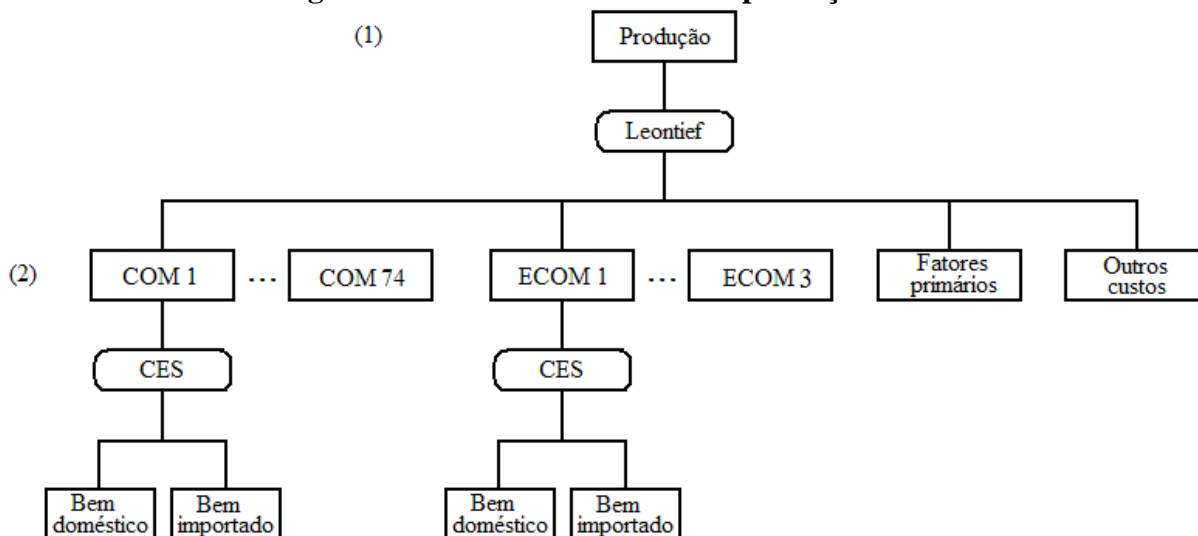 (1)
Produção
Leontief
(2)
COM 1
...
COM 74
ECOM 1
...
ECOM 3
Fatores
primários
Outros
custos
CES
CES
Bem
doméstico
Bem
importado
Bem
doméstico
Bem
importado